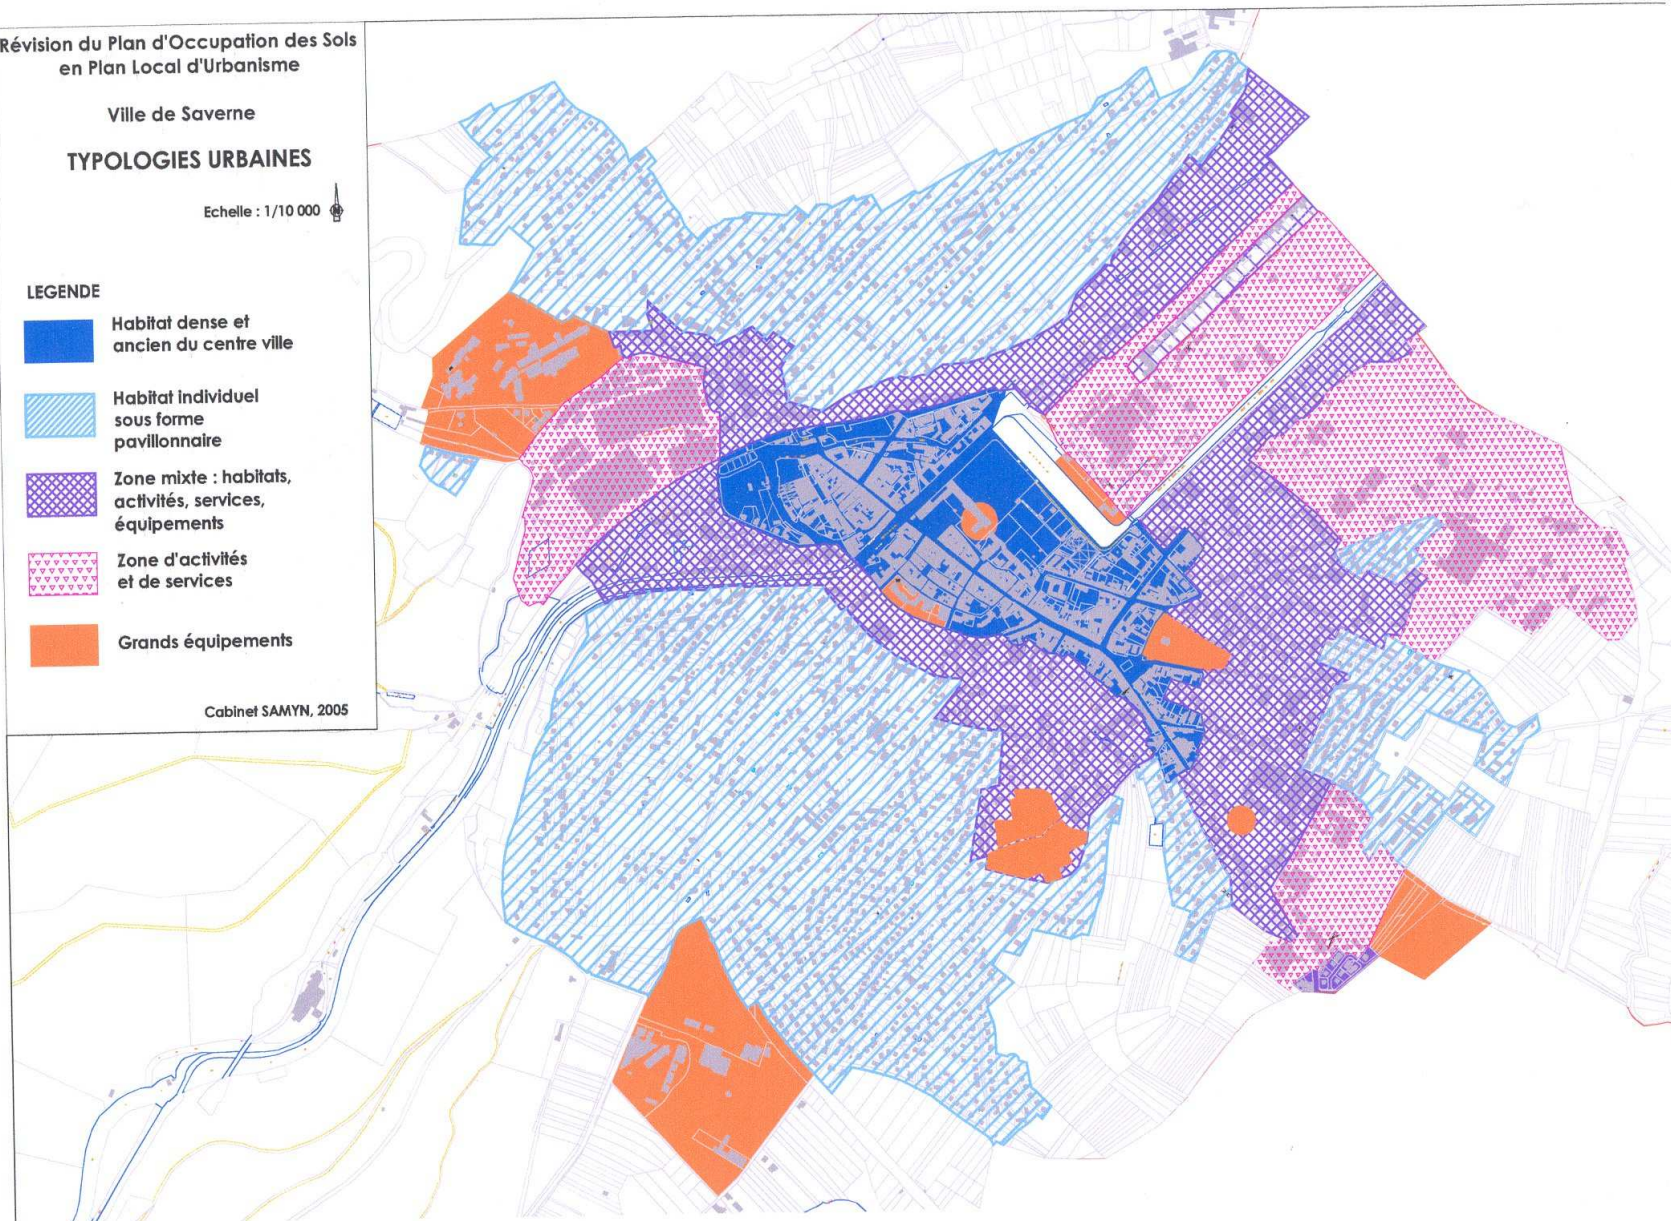 Révision du Plan d'Occupation des Sols
en Plan Local d'Urbanisme
Ville de Saverne
TYPOLOGIES URBAINES
Echelle : 1/10 000
LEGENDE
Habitat dense et
ancien du centre ville
Habitat individuel
sous forme
pavillonnaire
Zone mixte : habitats,
activités, services,
équipements
Zone d'activités
et de services
Grands équipements
Cabinet SAMYN, 2005